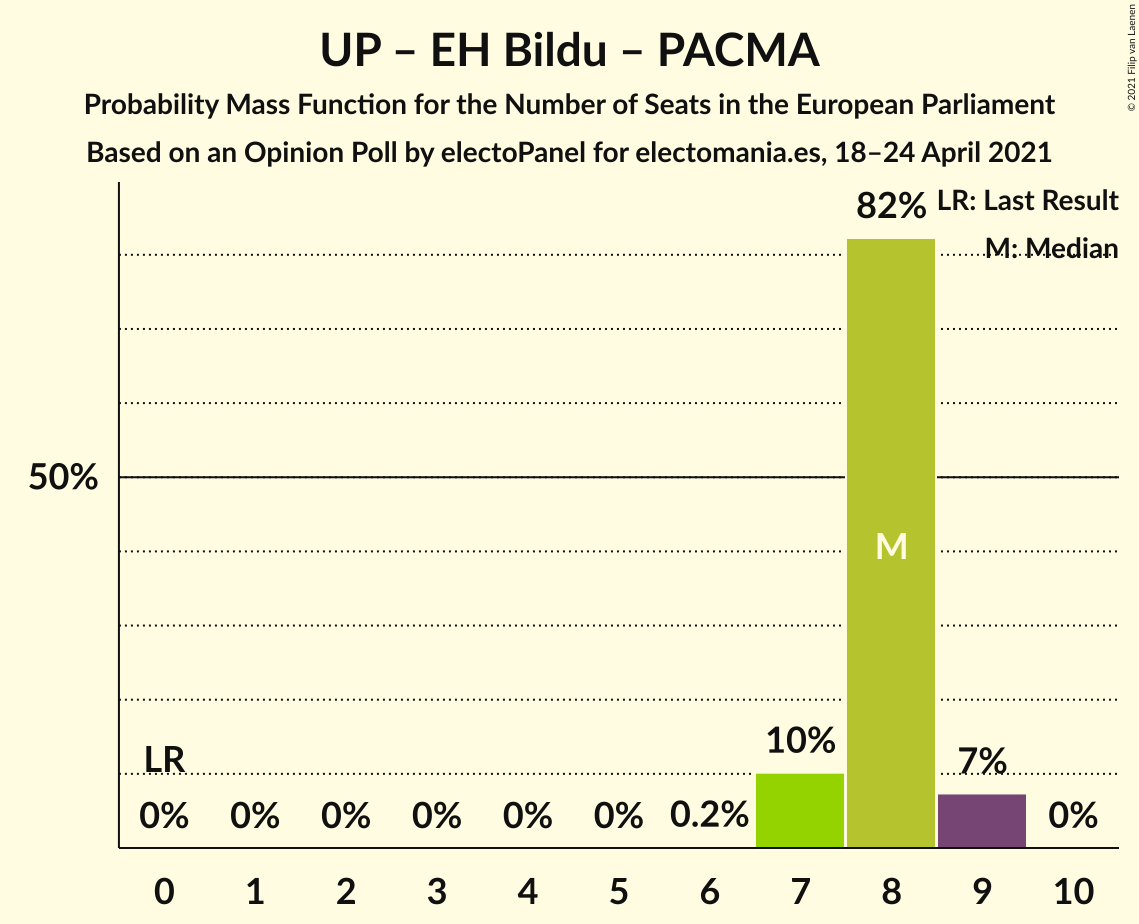 UP – EH Bildu – PACMA
Probability Mass Function for the Number of Seats in the European Parliament
Based on an Opinion Poll by electoPanel for electomania.es, 18–24 April 2021
© 2021 Filip van Laenen
LR: Last Result
M: Median
82%
50%
M
LR
10%
7%
0% 0% 0% 0% 0% 0% 0.2% 0%
0 1 2 3 4 5 6 7 8 9 10